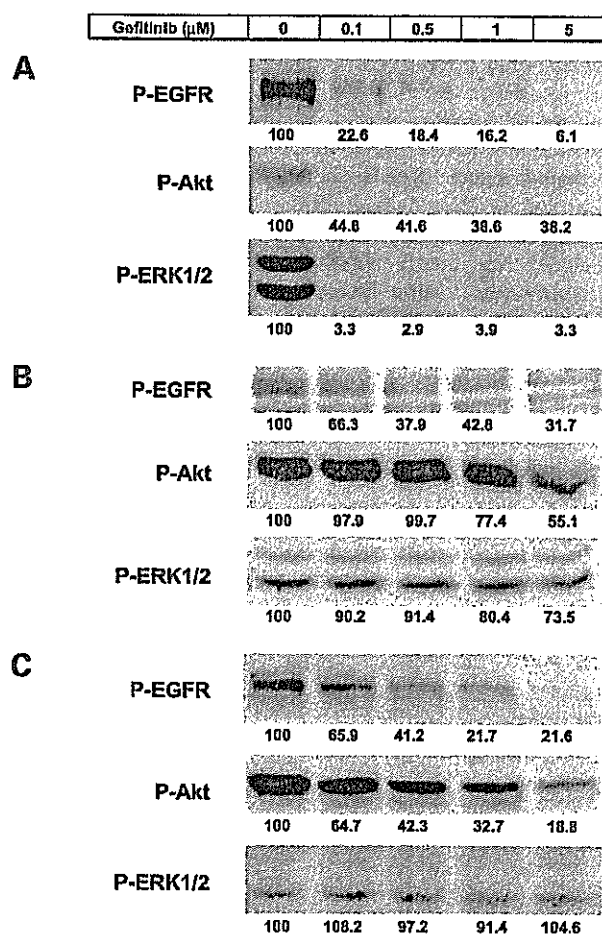 Gefitinib (μM) 0 0.1 0.5 1 5
A
P-EGFR
100 22.6 18.4 16.2 6.1
P-Akt
100 44.8 41.6 38.6 38.2
P-ERK1/2
100 3.3 2.9 3.9 3.3
B
P-EGFR
100 66.3 37.9 42.8 31.7
P-Akt
100 97.9 99.7 77.4 55.1
P-ERK1/2
100 90.2 91.4 80.4 73.5
C
P-EGFR
100 65.9 41.2 21.7 21.6
P-Akt
100 64.7 42.3 32.7 18.8
P-ERK1/2
100 108.2 97.2 91.4 104.6